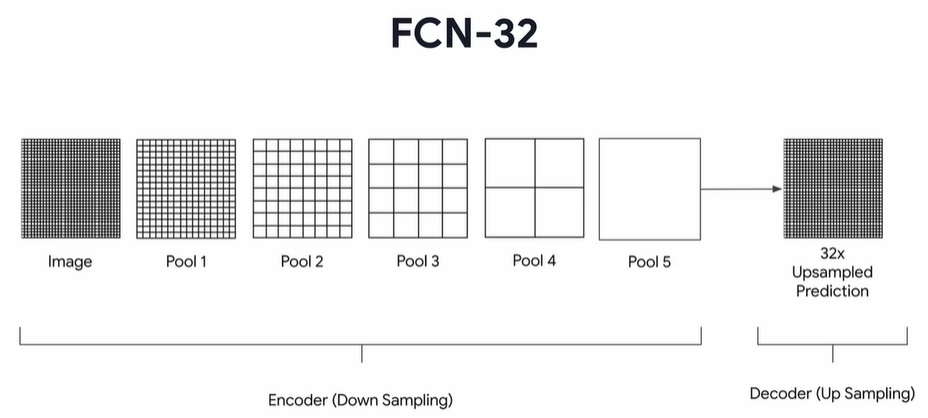 FCN-32
Image
Pool 1
Pool 2
Pool 3
Pool 4
Pool 5
32x
Upsampled
Prediction
Encoder (Down Sampling)
Decoder (Up Sampling)